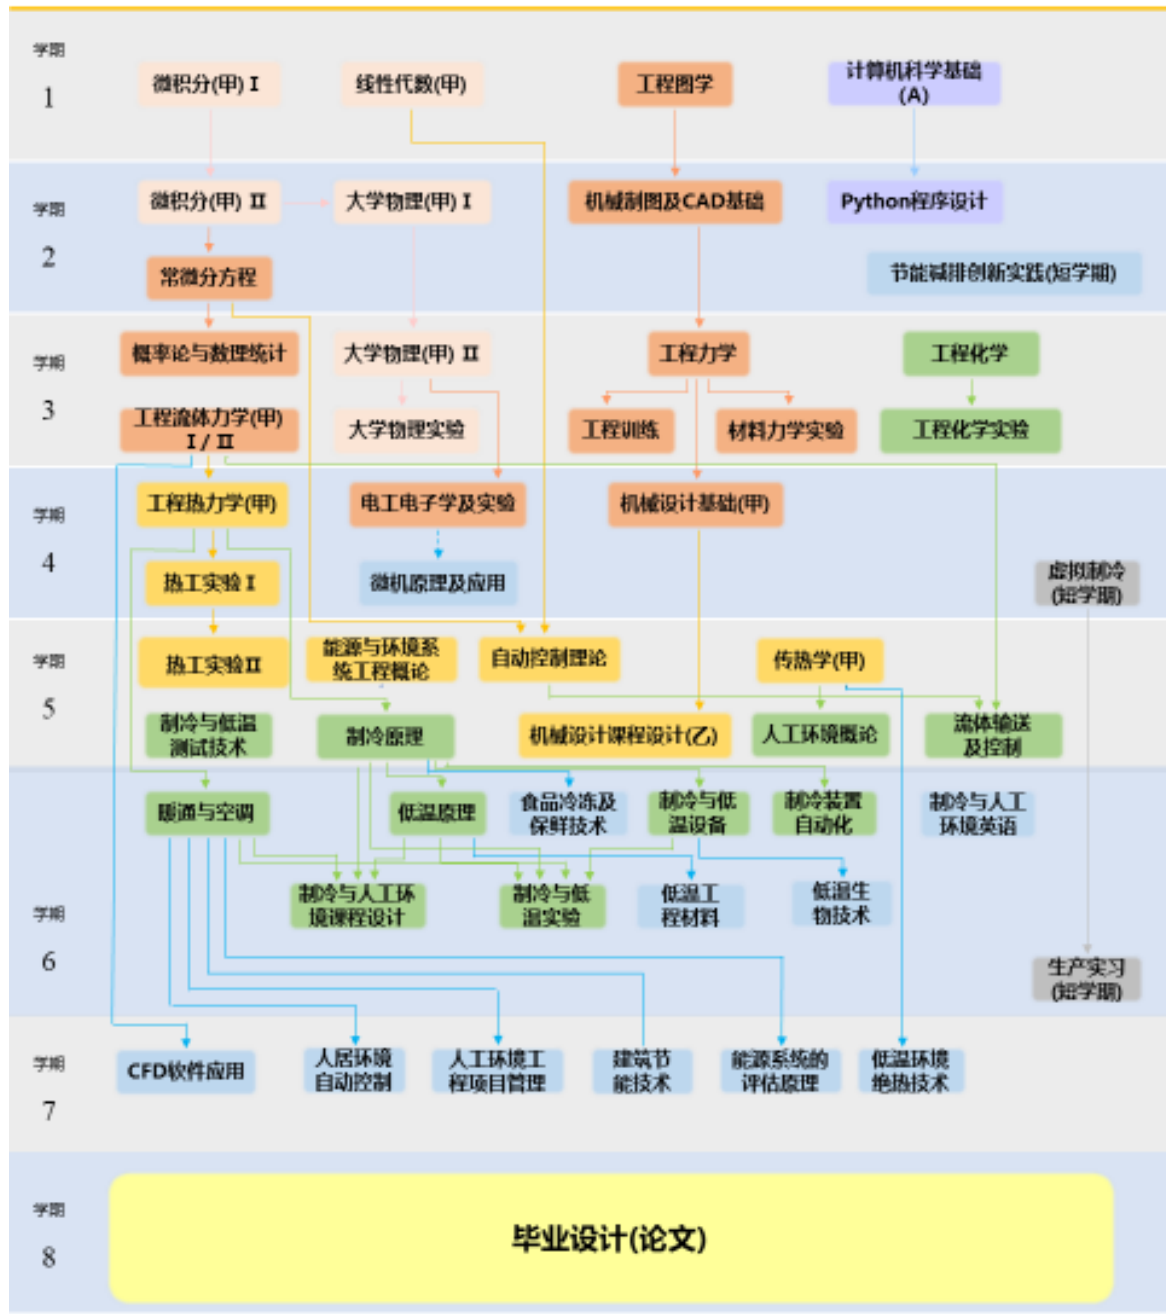 学期
1
微积分(甲) I
线性代数(甲)
工程图学
计算机科学基础
(A)
学期
2
微积分(甲) II
大学物理(甲) I
机械制图及CAD基础
Python程序设计
常微分方程
节能减排创新实践(短学期)
学期
3
概率论与数理统计
大学物理(甲) II
工程力学
工程化学
工程流体力学(甲)
I / II
大学物理实验
工程训练
材料力学实验
工程化学实验
学期
4
工程热力学(甲)
电工电子学及实验
机械设计基础(甲)
热工实验 I
微机原理及应用
虚拟制冷
(短学期)
学期
5
热工实验II
能源与环境系
统工程概论
自动控制理论
传热学(甲)
制冷与低温
测试技术
制冷原理
机械设计课程设计(乙)
人工环境概论
流体输送
及控制
学期
6
暖通与空调
低温原理
食品冷冻及
保鲜技术
制冷与低
温设备
制冷装置
自动化
制冷与人工
环境英语
制冷与人工环
境课程设计
制冷与低
温实验
低温工
程材料
低温生
物技术
生产实习
(短学期)
学期
7
CFD软件应用
人居环境
自动控制
人工环境工
程项目管理
建筑节
能技术
能源系统的
评估原理
低温环境
绝热技术
学期
8
毕业设计(论文)